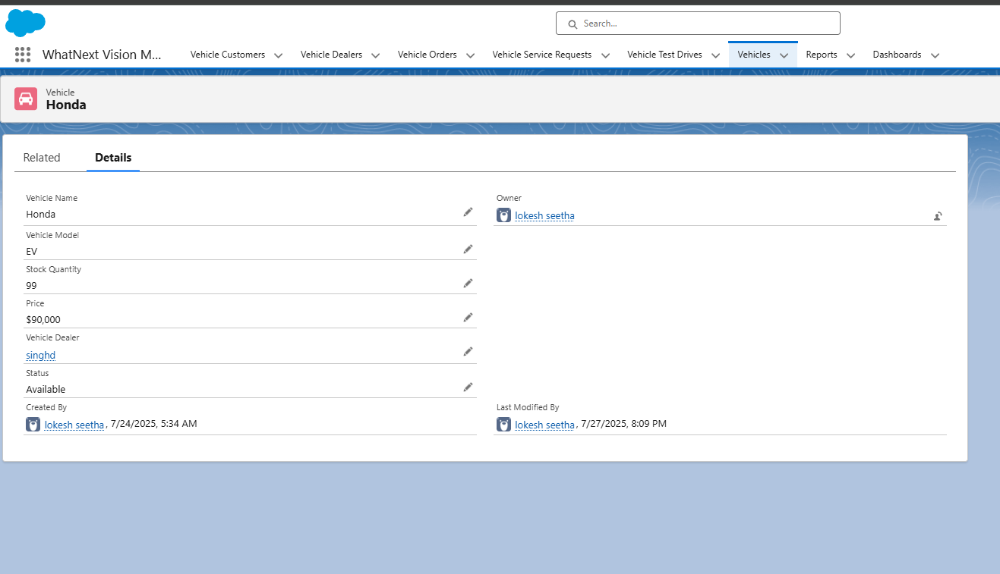 Search...
WhatNext Vision M...
Vehicle Customers
Vehicle Dealers
Vehicle Orders
Vehicle Service Requests
Vehicle Test Drives
Vehicles
Reports
Dashboards
Vehicle
Honda
Related
Details
Vehicle Name
Honda
Owner
lokesh seetha
Vehicle Model
EV
Stock Quantity
99
Price
$90,000
Vehicle Dealer
singhd
Status
Available
Created By
lokesh seetha, 7/24/2025, 5:34 AM
Last Modified By
lokesh seetha, 7/27/2025, 8:09 PM